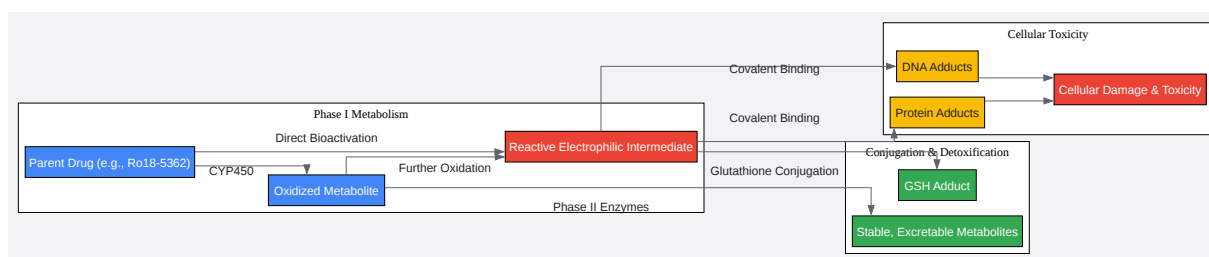 Cellular Toxicity
DNA Adducts
Covalent Binding
Cellular Damage & Toxicity
Protein Adducts
Phase I Metabolism
Covalent Binding
Direct Bioactivation
Reactive Electrophilic Intermediate
Parent Drug (e.g., Ro18-5362)
CYP450
Further Oxidation
Glutathione Conjugation
Conjugation & Detoxification
Oxidized Metabolite
GSH Adduct
Phase II Enzymes
Stable, Excretable Metabolites